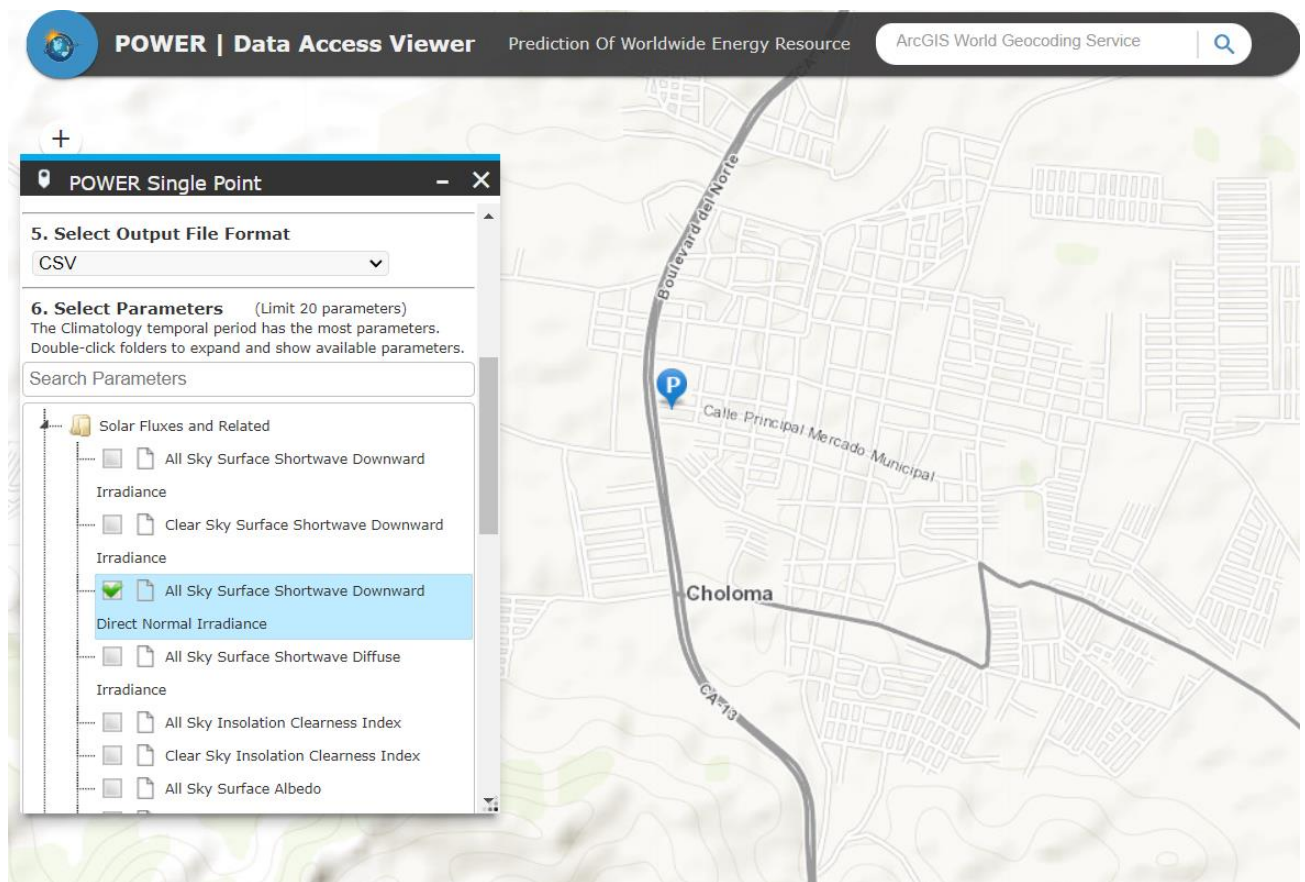 POWER | Data Access Viewer
Prediction Of Worldwide Energy Resource
ArcGIS World Geocoding Service
+
POWER Single Point
5. Select Output File Format
CSV
6. Select Parameters (Limit 20 parameters)
The Climatology temporal period has the most parameters.
Double-click folders to expand and show available parameters.
Search Parameters
Solar Fluxes and Related
All Sky Surface Shortwave Downward
Irradiance
Clear Sky Surface Shortwave Downward
Irradiance
All Sky Surface Shortwave Downward
Direct Normal Irradiance
All Sky Surface Shortwave Diffuse
Irradiance
All Sky Insolation Clearness Index
Clear Sky Insolation Clearness Index
All Sky Surface Albedo
Boulevard del Norte
P
Calle Principal Mercado Municipal
Choloma
CA-13